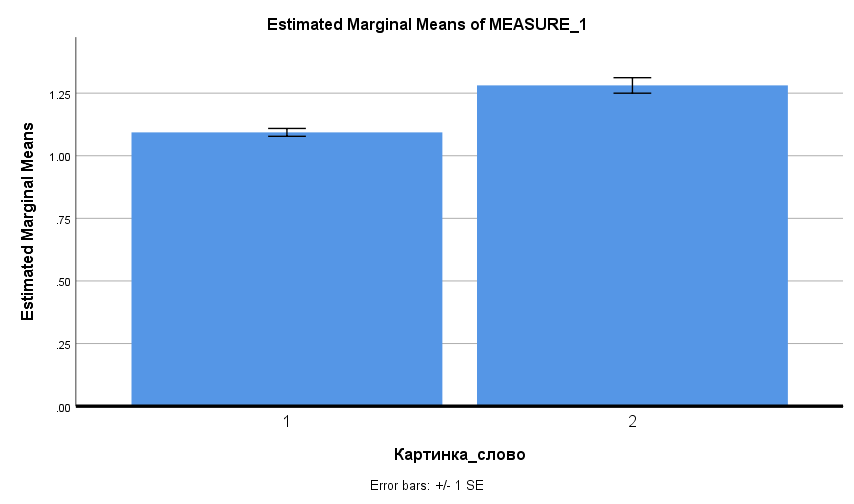 Estimated Marginal Means of MEASURE_1
Estimated Marginal Means
1.25
1.00
.75
.50
.25
.00
1 2
Картинка_слово
Error bars: +/- 1 SE